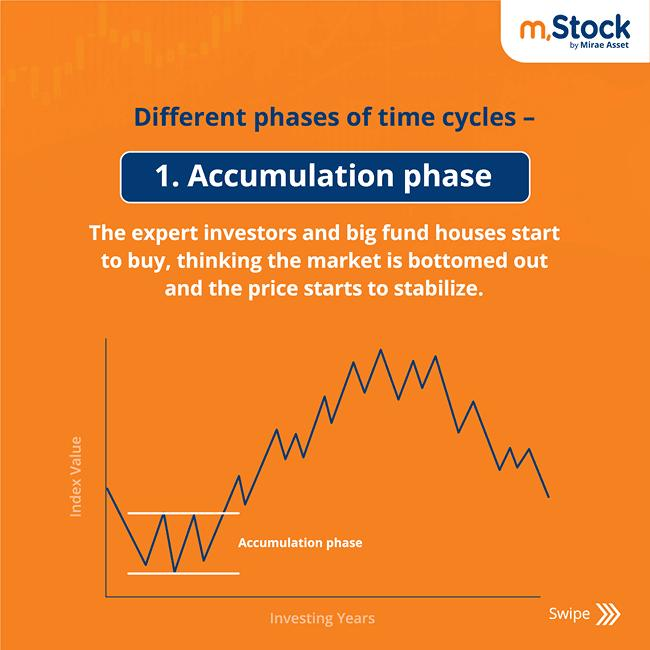 m.Stock
by Mirae Asset
Different phases of time cycles –
1. Accumulation phase
The expert investors and big fund houses start
to buy, thinking the market is bottomed out
and the price starts to stabilize.
Index Value
Accumulation phase
Investing Years
Swipe